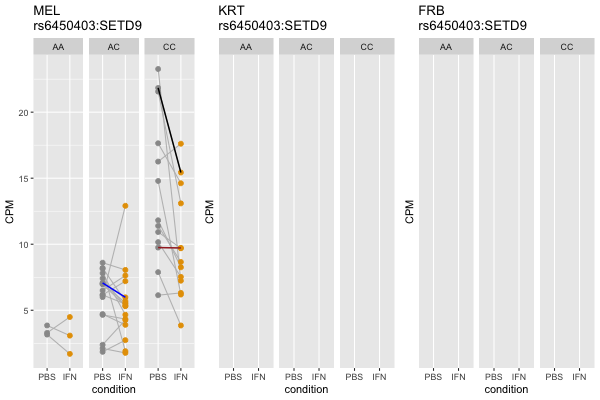 MEL
rs6450403:SETD9
KRT
rs6450403:SETD9
FRB
rs6450403:SETD9
AA AC CC
AA AC CC
AA AC CC
20
15
10
5
CPM
CPM
CPM
PBS IFN PBS IFN PBS IFN
PBS IFN PBS IFN PBS IFN
PBS IFN PBS IFN PBS IFN
condition
condition
condition